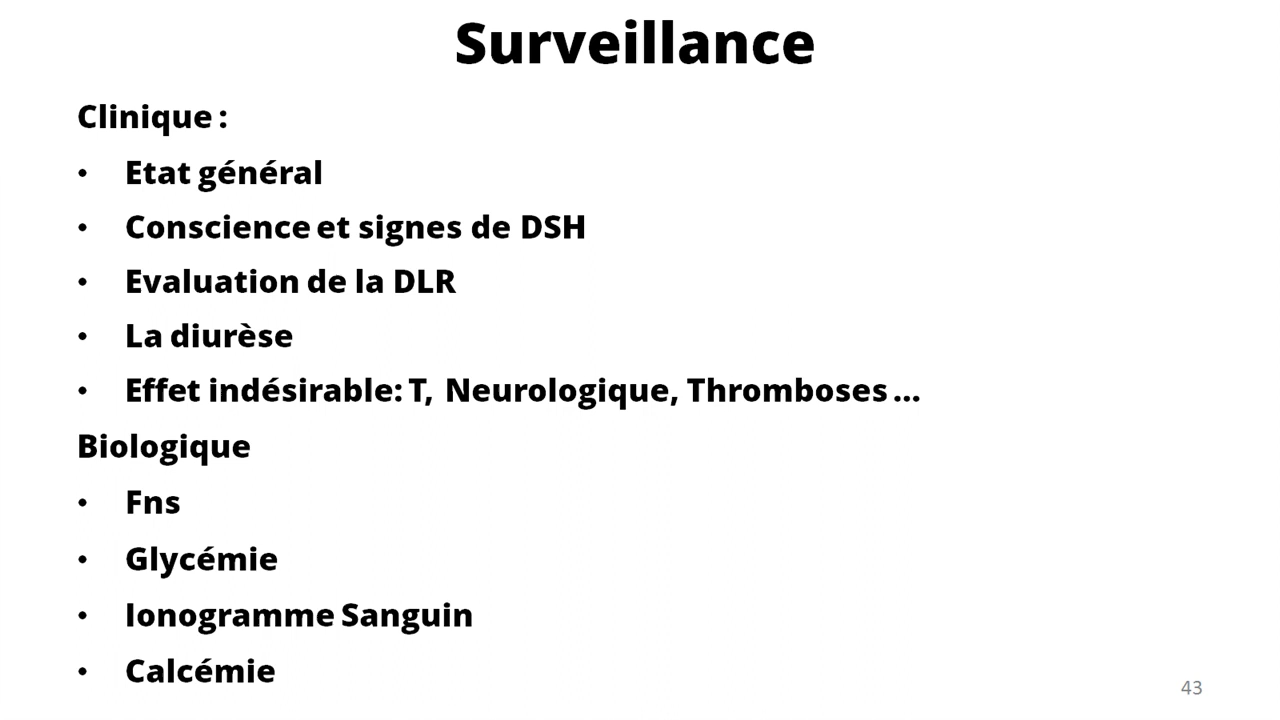 Surveillance
Clinique :
• Etat général
• Conscience et signes de DSH
• Evaluation de la DLR
• La diurèse
• Effet indésirable: T, Neurologique, Thromboses ...
Biologique
• Fns
• Glycémie
• Ionogramme Sanguin
• Calcémie
43